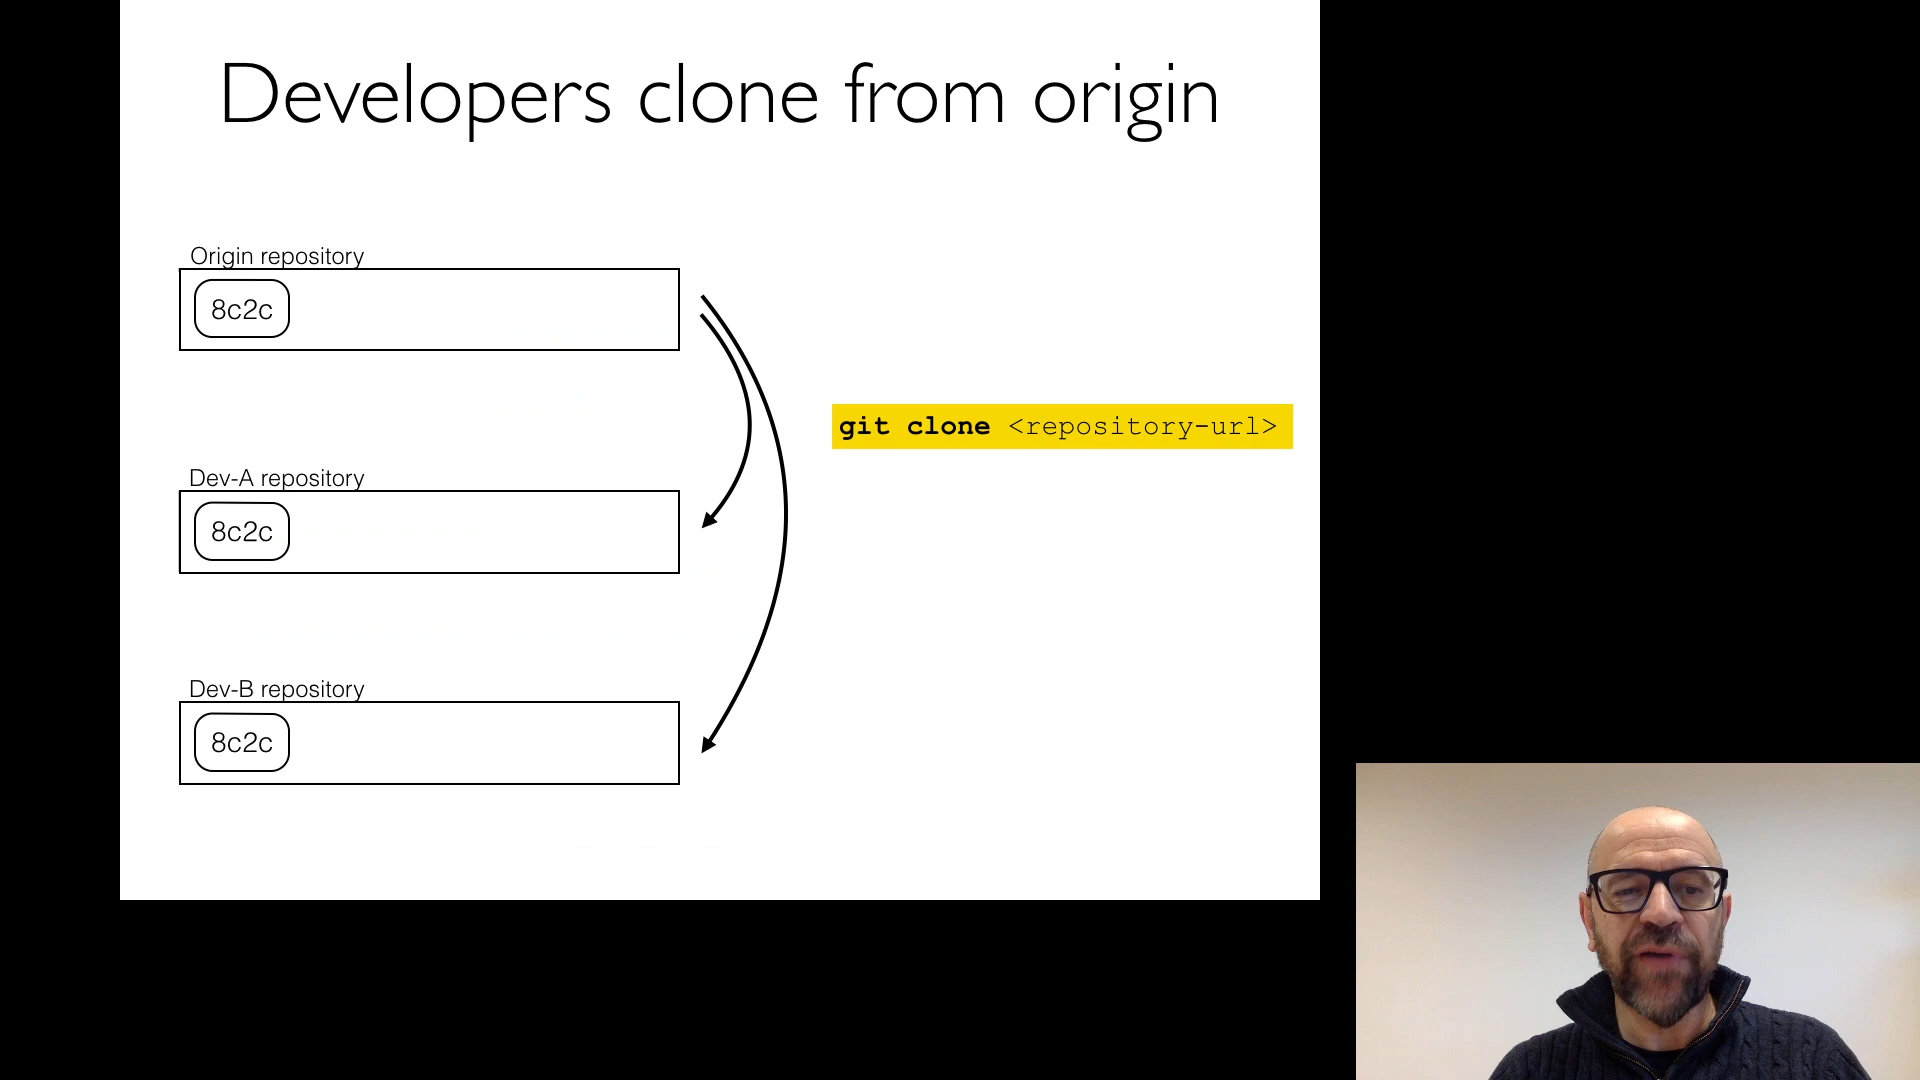 Developers clone from origin
Origin repository
8c2c
git clone <repository-url>
Dev-A repository
8c2c
Dev-B repository
8c2c